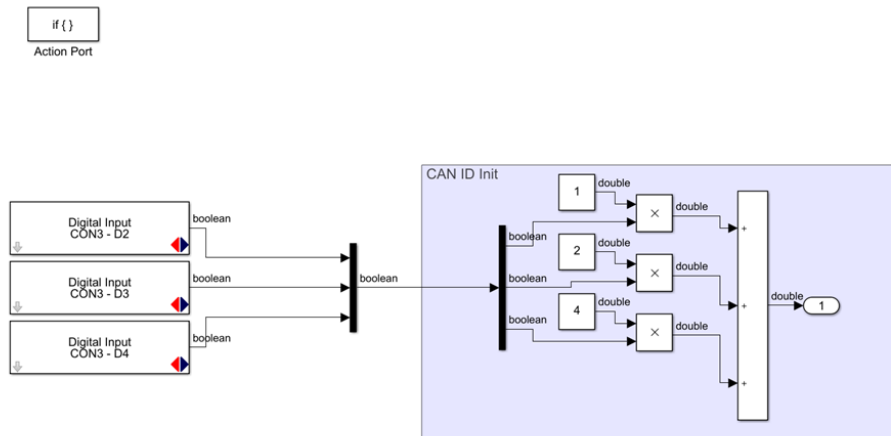 if { }
Action Port
CAN ID Init
Digital Input
CON3 - D2
boolean
Digital Input
CON3 - D3
boolean
Digital Input
CON3 - D4
boolean
boolean
boolean
boolean
boolean
1
double
×
double
2
double
×
double
4
double
×
double
+
+
+
double
1